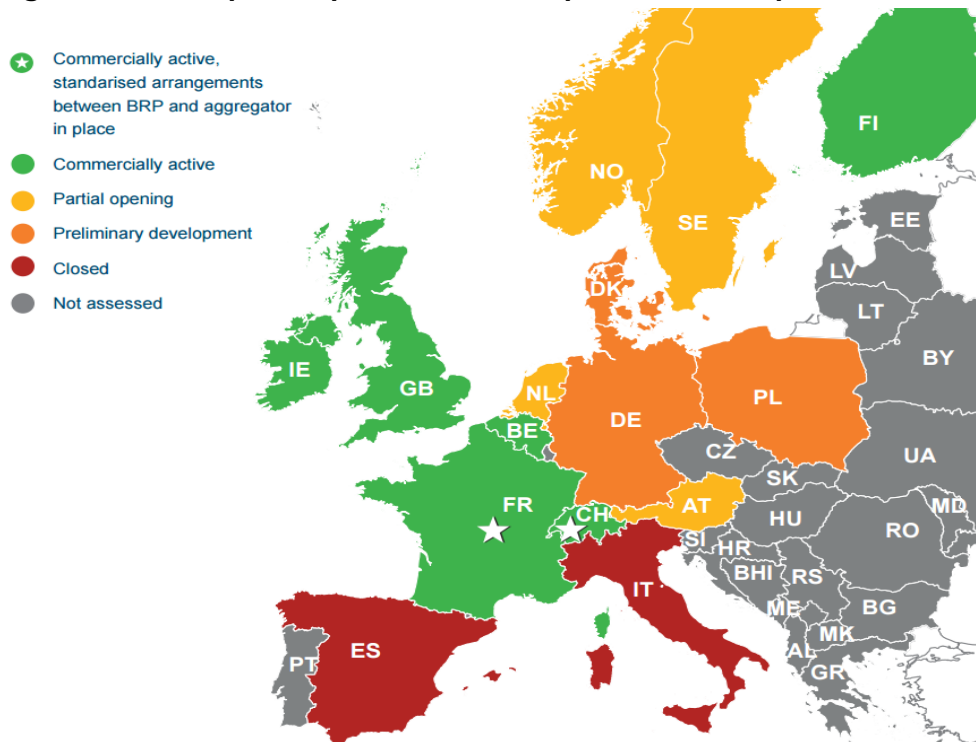 Commercially active,
standarised arrangements
between BRP and aggregator
in place
Commercially active
Partial opening
Preliminary development
Closed
Not assessed
FI
NO
SE
EE
LV
LT
DK
BY
IE
GB
NL
PL
DE
BE
CZ
UA
SK
FR
CH
AT
MD
HU
RO
SI
HR
BHI
RS
IT
ME
BG
MK
ES
PT
AL
GR